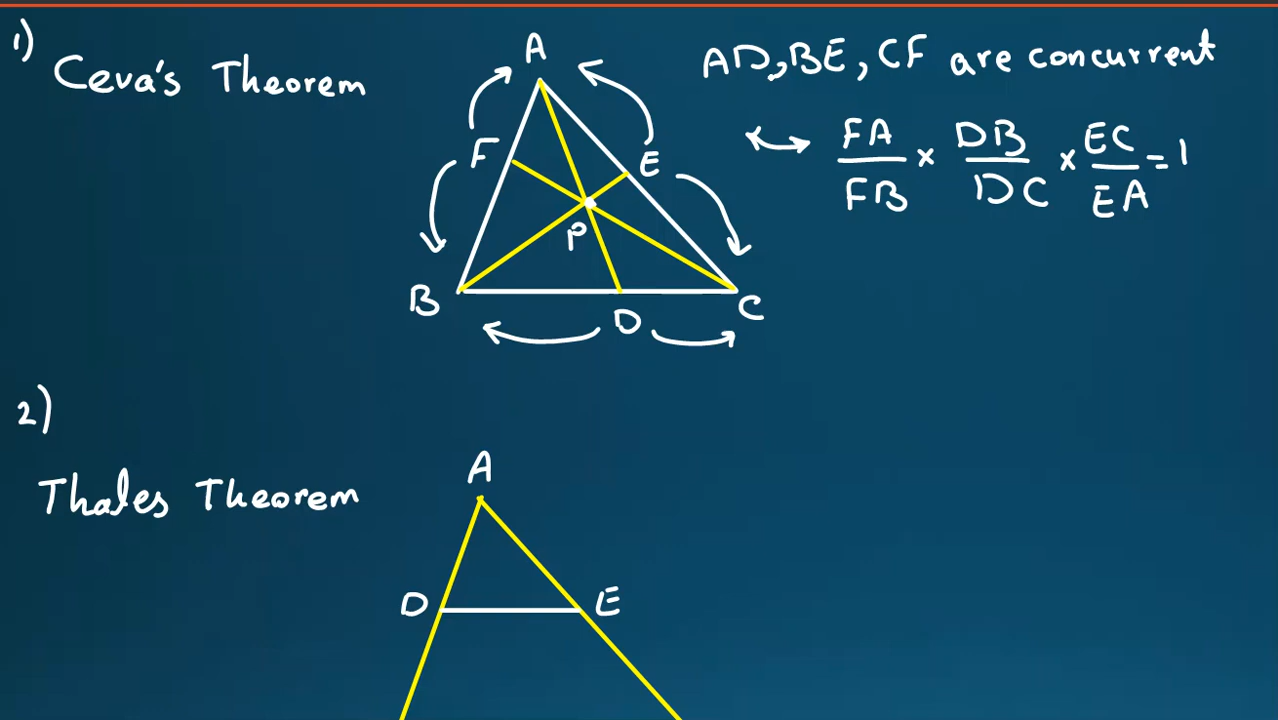 1)
Ceva's Theorem
A
F
E
P
B
D
C
AD, BE, CF are concurrent
↔ FA/FB × DB/DC × EC/EA = 1
2)
Thales Theorem
A
D
E